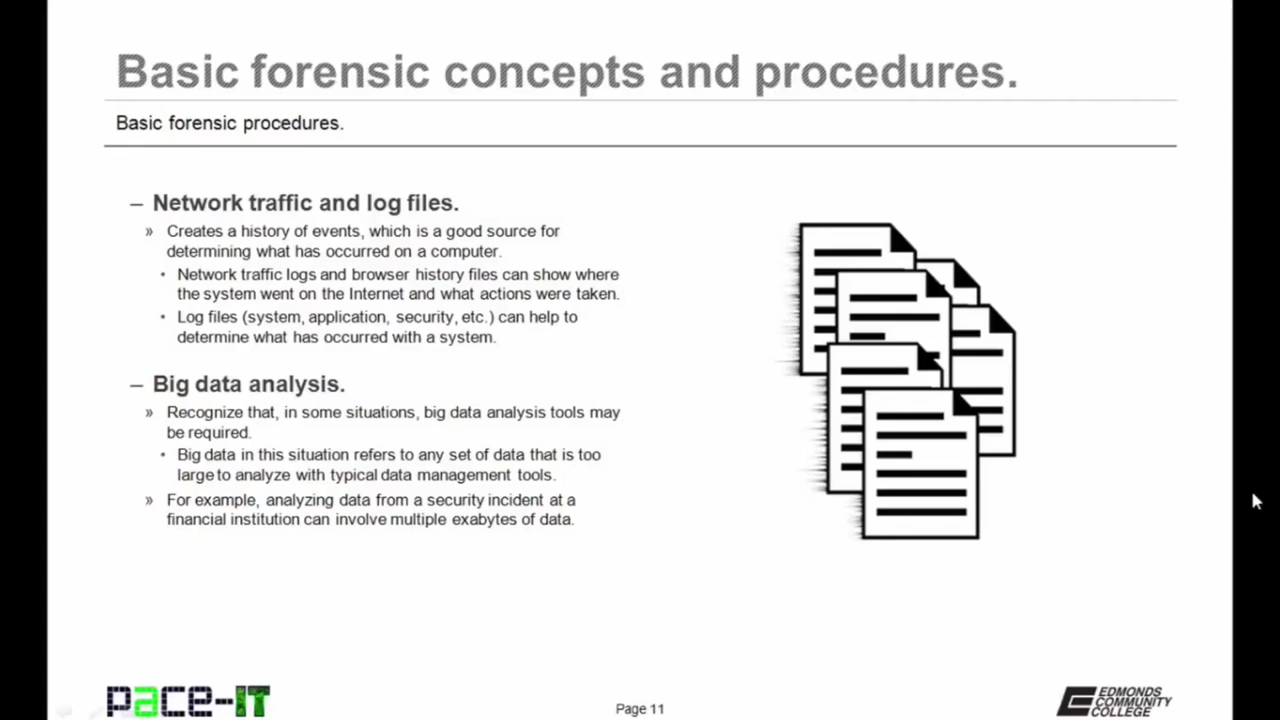 Basic forensic concepts and procedures.
Basic forensic procedures.
– Network traffic and log files.
» Creates a history of events, which is a good source for
determining what has occurred on a computer.
• Network traffic logs and browser history files can show where
the system went on the Internet and what actions were taken.
• Log files (system, application, security, etc.) can help to
determine what has occurred with a system.
– Big data analysis.
» Recognize that, in some situations, big data analysis tools may
be required.
• Big data in this situation refers to any set of data that is too
large to analyze with typical data management tools.
» For example, analyzing data from a security incident at a
financial institution can involve multiple exabytes of data.
pace-IT
Page 11
EDMONDS
COMMUNITY
COLLEGE